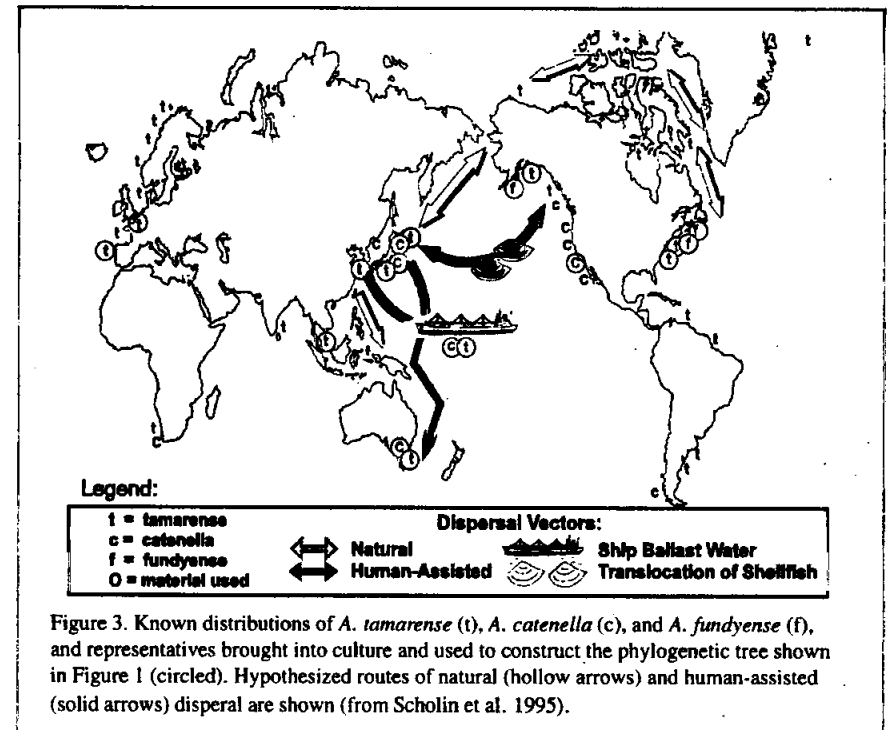 t
t
t
t
t
t
t
t
t
f
t
t
c
t
t
c
t
c
c
c
t
t
c
t
t
f
f
t
c
c
t
t
t
t
c t
t
c
c
t
c
Legend:
t = tamarense
c = catenella
f = fundyense
O = material used
Dispersal Vectors:
Natural
Human-Assisted
Ship Ballast Water
Translocation of Shellfish
Figure 3. Known distributions of A. tamarense (t), A. catenella (c), and A. fundyense (f),
and representatives brought into culture and used to construct the phylogenetic tree shown
in Figure 1 (circled). Hypothesized routes of natural (hollow arrows) and human-assisted
(solid arrows) disperal are shown (from Scholin et al. 1995).